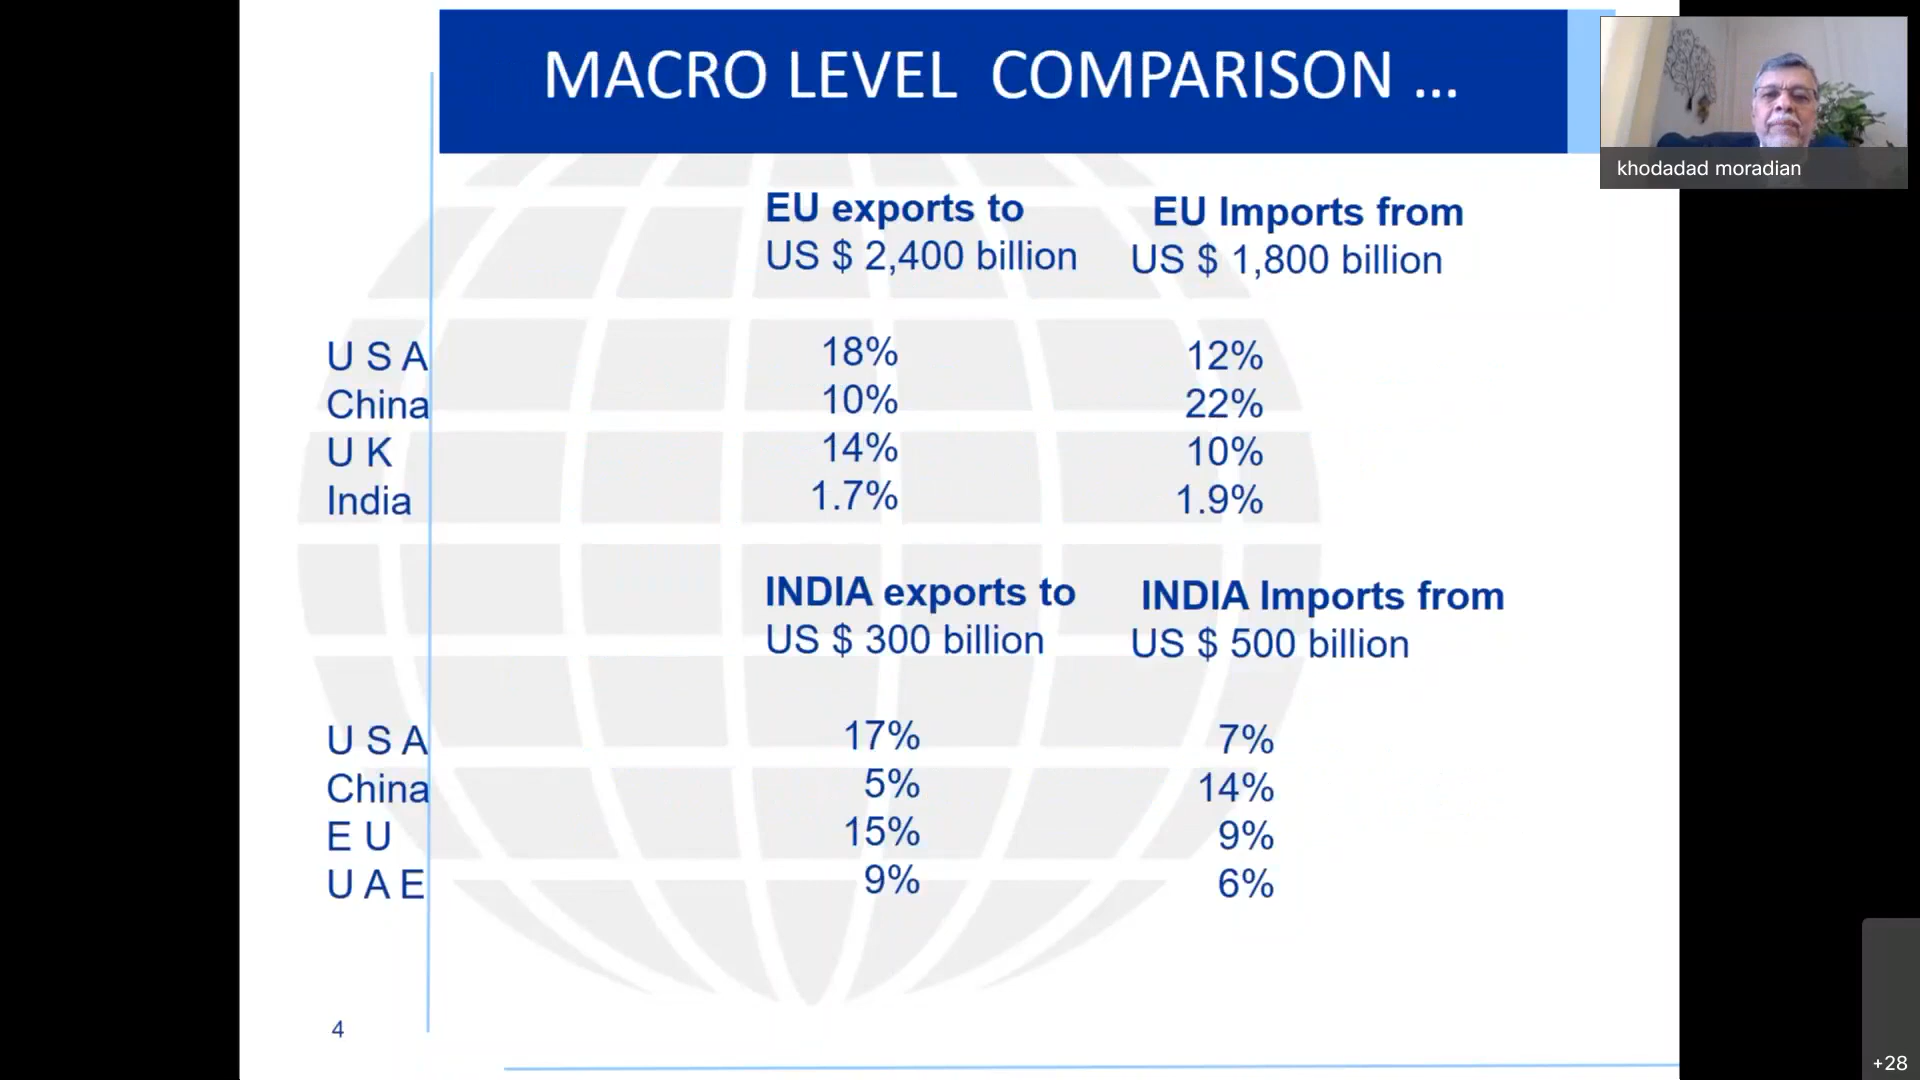 MACRO LEVEL COMPARISON ...
khodadad moradian
EU exports to
US $ 2,400 billion
EU Imports from
US $ 1,800 billion
U S A 18% 12%
China 10% 22%
U K 14% 10%
India 1.7% 1.9%
INDIA exports to
US $ 300 billion
INDIA Imports from
US $ 500 billion
U S A 17% 7%
China 5% 14%
E U 15% 9%
U A E 9% 6%
4
+28